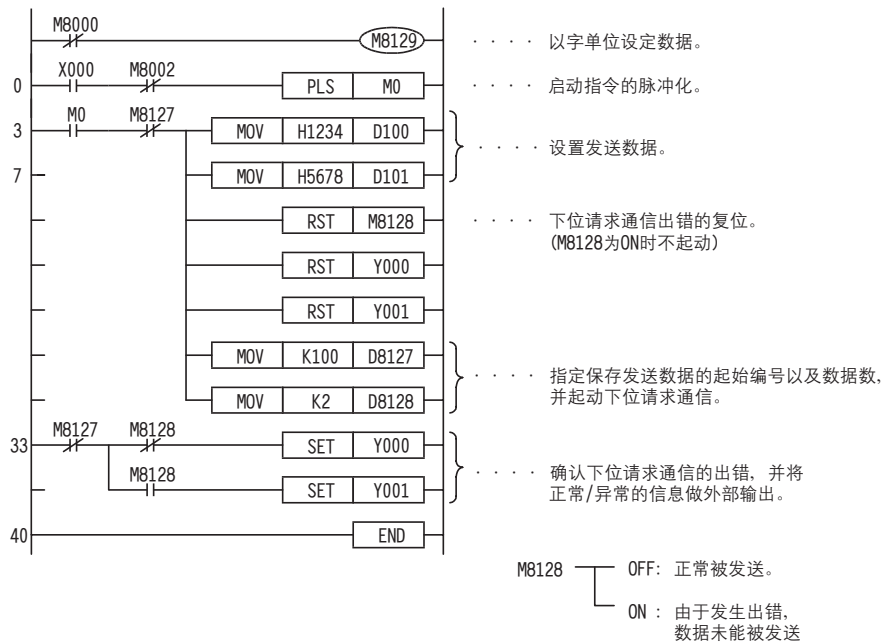 M8000
M8129 · · · · 以字单位设定数据。
X000 M8002
0 PLS M0 · · · · 启动指令的脉冲化。
M0 M8127
3 MOV H1234 D100
· · · · 设置发送数据。
7 MOV H5678 D101
RST M8128 · · · · 下位请求通信出错的复位。
(M8128为ON时不起动)
RST Y000
RST Y001
MOV K100 D8127
· · · · 指定保存发送数据的起始编号以及数据数,
并起动下位请求通信。
MOV K2 D8128
M8127 M8128
33 SET Y000
M8128
· · · · 确认下位请求通信的出错, 并将
正常/异常的信息做外部输出。
SET Y001
40 END
M8128 OFF: 正常被发送。
ON : 由于发生出错,
数据未能被发送